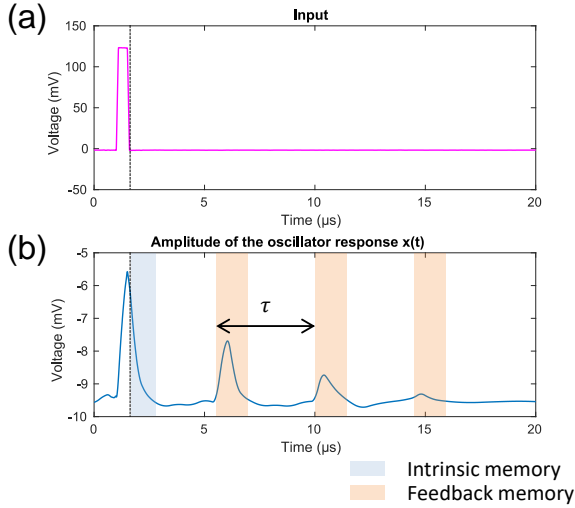 (a)
Input
150
100
50
0
-50
Voltage (mV)
0 5 10 15 20
Time (µs)
(b)
Amplitude of the oscillator response x(t)
-5
-6
-7
-8
-9
-10
Voltage (mV)
τ
0 5 10 15 20
Time (µs)
Intrinsic memory
Feedback memory